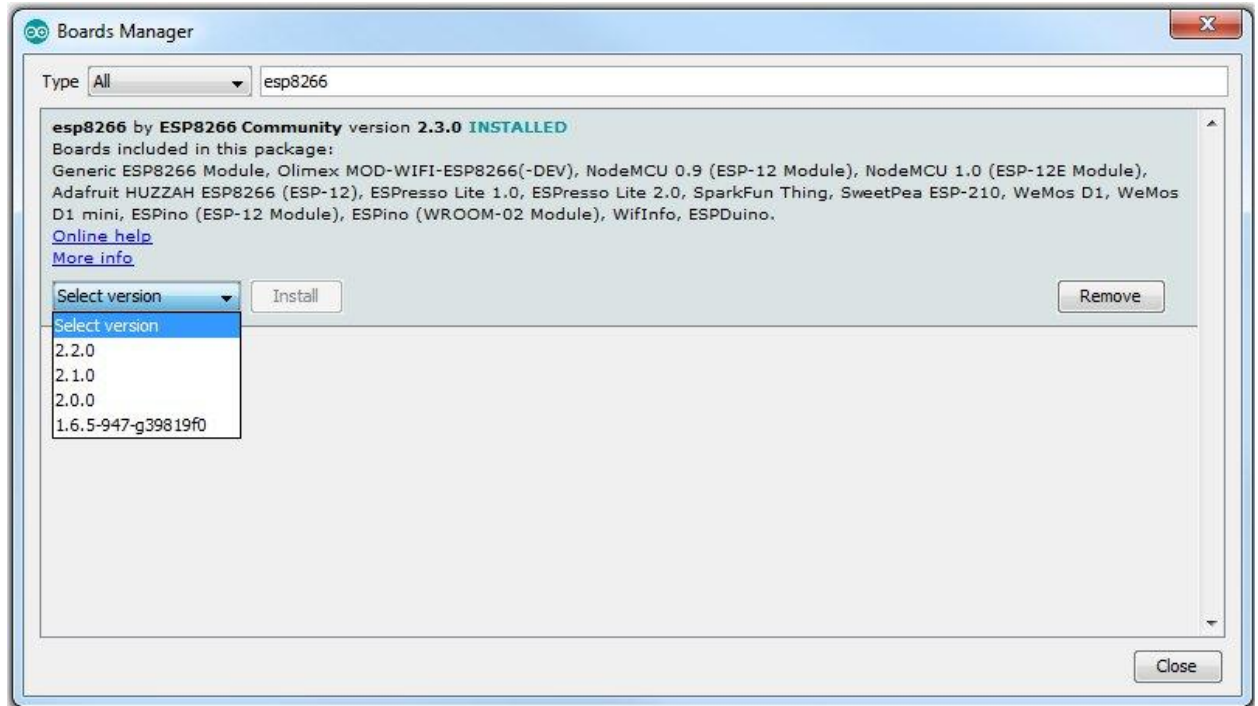 Boards Manager
Type All esp8266
esp8266 by ESP8266 Community version 2.3.0 INSTALLED
Boards included in this package:
Generic ESP8266 Module, Olimex MOD-WIFI-ESP8266(-DEV), NodeMCU 0.9 (ESP-12 Module), NodeMCU 1.0 (ESP-12E Module),
Adafruit HUZZAH ESP8266 (ESP-12), ESPresso Lite 1.0, ESPresso Lite 2.0, SparkFun Thing, SweetPea ESP-210, WeMos D1, WeMos
D1 mini, ESPino (ESP-12 Module), ESPino (WROOM-02 Module), WifInfo, ESPDuino.
Online help
More info
Select version Install Remove
Select version
2.2.0
2.1.0
2.0.0
1.6.5-947-g39819f0
Close